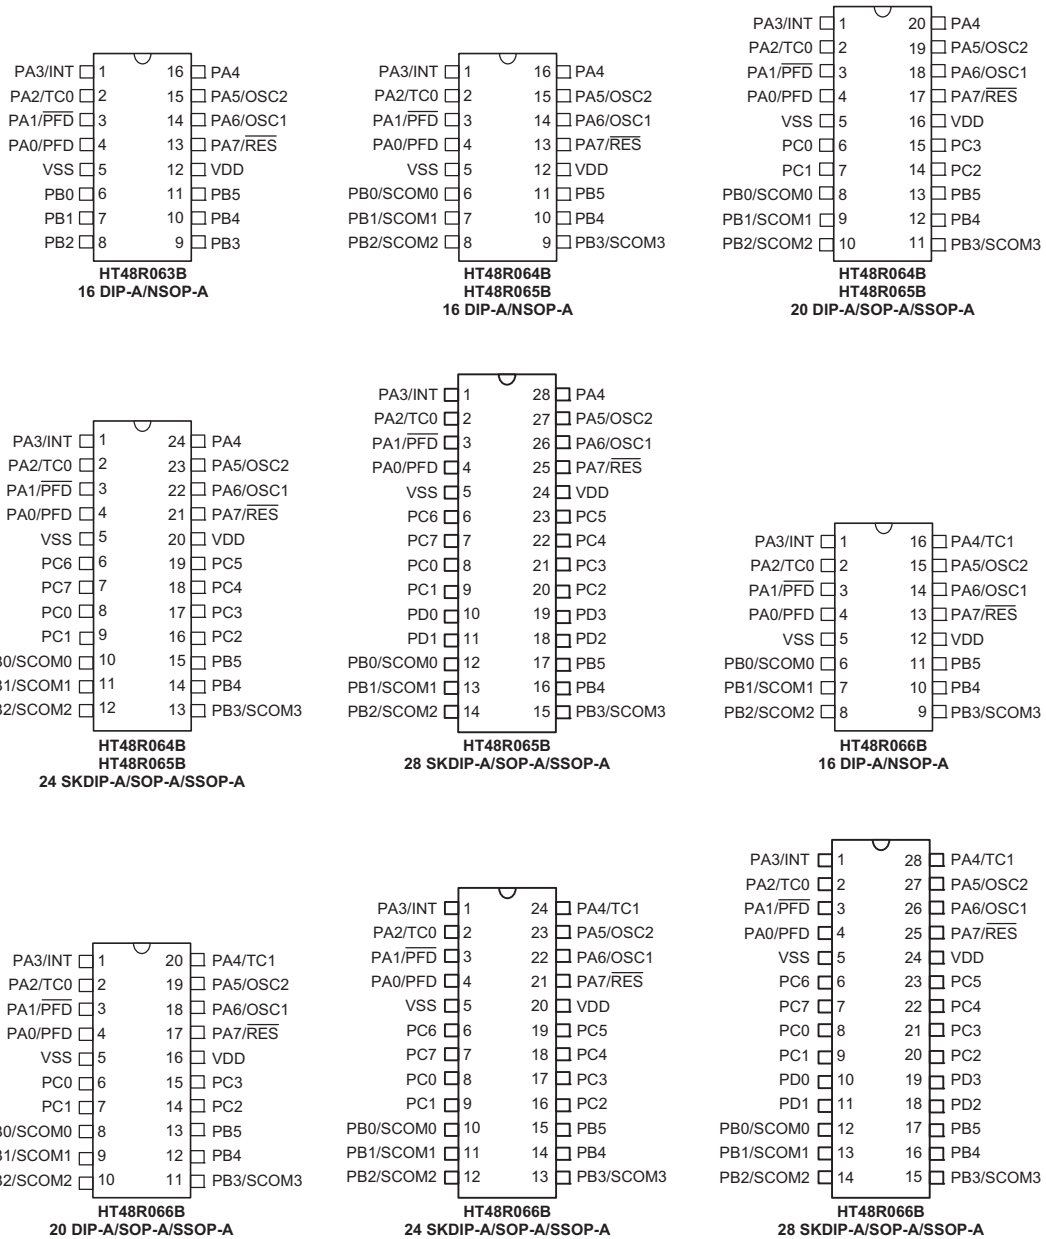 PA3/INT 1 16 PA4
PA2/TC0 2 15 PA5/OSC2
PA1/PFD 3 14 PA6/OSC1
PA0/PFD 4 13 PA7/RES
VSS 5 12 VDD
PB0 6 11 PB5
PB1 7 10 PB4
PB2 8 9 PB3
HT48R063B
16 DIP-A/NSOP-A
PA3/INT 1 16 PA4
PA2/TC0 2 15 PA5/OSC2
PA1/PFD 3 14 PA6/OSC1
PA0/PFD 4 13 PA7/RES
VSS 5 12 VDD
PB0/SCOM0 6 11 PB5
PB1/SCOM1 7 10 PB4
PB2/SCOM2 8 9 PB3/SCOM3
HT48R064B
HT48R065B
16 DIP-A/NSOP-A
PA3/INT 1 20 PA4
PA2/TC0 2 19 PA5/OSC2
PA1/PFD 3 18 PA6/OSC1
PA0/PFD 4 17 PA7/RES
VSS 5 16 VDD
PC0 6 15 PC3
PC1 7 14 PC2
PB0/SCOM0 8 13 PB5
PB1/SCOM1 9 12 PB4
PB2/SCOM2 10 11 PB3/SCOM3
HT48R064B
HT48R065B
20 DIP-A/SOP-A/SSOP-A
PA3/INT 1 24 PA4
PA2/TC0 2 23 PA5/OSC2
PA1/PFD 3 22 PA6/OSC1
PA0/PFD 4 21 PA7/RES
VSS 5 20 VDD
PC6 6 19 PC5
PC7 7 18 PC4
PC0 8 17 PC3
PC1 9 16 PC2
0/SCOM0 10 15 PB5
1/SCOM1 11 14 PB4
2/SCOM2 12 13 PB3/SCOM3
HT48R064B
HT48R065B
24 SKDIP-A/SOP-A/SSOP-A
PA3/INT 1 28 PA4
PA2/TC0 2 27 PA5/OSC2
PA1/PFD 3 26 PA6/OSC1
PA0/PFD 4 25 PA7/RES
VSS 5 24 VDD
PC6 6 23 PC5
PC7 7 22 PC4
PC0 8 21 PC3
PC1 9 20 PC2
PD0 10 19 PD3
PD1 11 18 PD2
PB0/SCOM0 12 17 PB5
PB1/SCOM1 13 16 PB4
PB2/SCOM2 14 15 PB3/SCOM3
HT48R065B
28 SKDIP-A/SOP-A/SSOP-A
PA3/INT 1 16 PA4/TC1
PA2/TC0 2 15 PA5/OSC2
PA1/PFD 3 14 PA6/OSC1
PA0/PFD 4 13 PA7/RES
VSS 5 12 VDD
PB0/SCOM0 6 11 PB5
PB1/SCOM1 7 10 PB4
PB2/SCOM2 8 9 PB3/SCOM3
HT48R066B
16 DIP-A/NSOP-A
PA3/INT 1 20 PA4/TC1
PA2/TC0 2 19 PA5/OSC2
PA1/PFD 3 18 PA6/OSC1
PA0/PFD 4 17 PA7/RES
VSS 5 16 VDD
PC0 6 15 PC3
PC1 7 14 PC2
0/SCOM0 8 13 PB5
1/SCOM1 9 12 PB4
2/SCOM2 10 11 PB3/SCOM3
HT48R066B
20 DIP-A/SOP-A/SSOP-A
PA3/INT 1 24 PA4/TC1
PA2/TC0 2 23 PA5/OSC2
PA1/PFD 3 22 PA6/OSC1
PA0/PFD 4 21 PA7/RES
VSS 5 20 VDD
PC6 6 19 PC5
PC7 7 18 PC4
PC0 8 17 PC3
PC1 9 16 PC2
PB0/SCOM0 10 15 PB5
PB1/SCOM1 11 14 PB4
PB2/SCOM2 12 13 PB3/SCOM3
HT48R066B
24 SKDIP-A/SOP-A/SSOP-A
PA3/INT 1 28 PA4/TC1
PA2/TC0 2 27 PA5/OSC2
PA1/PFD 3 26 PA6/OSC1
PA0/PFD 4 25 PA7/RES
VSS 5 24 VDD
PC6 6 23 PC5
PC7 7 22 PC4
PC0 8 21 PC3
PC1 9 20 PC2
PD0 10 19 PD3
PD1 11 18 PD2
PB0/SCOM0 12 17 PB5
PB1/SCOM1 13 16 PB4
PB2/SCOM2 14 15 PB3/SCOM3
HT48R066B
28 SKDIP-A/SOP-A/SSOP-A